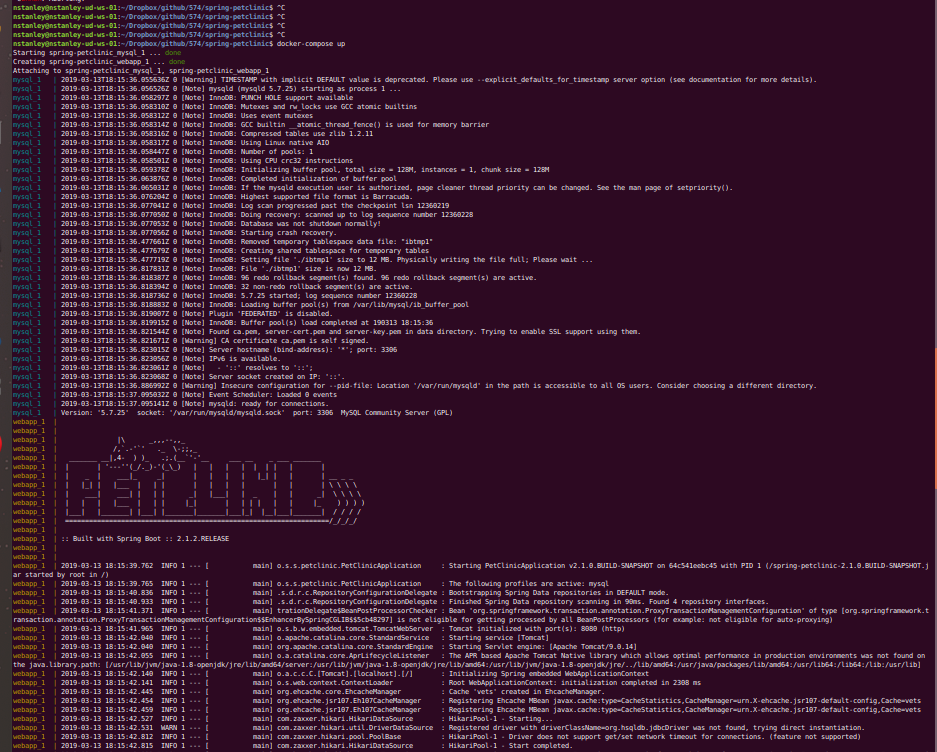 nstanley@nstanley-ud-ws-01:~/Dropbox/github/574/spring-petclinic$ ^C
nstanley@nstanley-ud-ws-01:~/Dropbox/github/574/spring-petclinic$ ^C
nstanley@nstanley-ud-ws-01:~/Dropbox/github/574/spring-petclinic$ ^C
nstanley@nstanley-ud-ws-01:~/Dropbox/github/574/spring-petclinic$ ^C
nstanley@nstanley-ud-ws-01:~/Dropbox/github/574/spring-petclinic$ docker-compose up
Starting spring-petclinic_mysql_1 ... done
Creating spring-petclinic_webapp_1 ... done
Attaching to spring-petclinic_mysql_1, spring-petclinic_webapp_1
mysql_1 | 2019-03-13T18:15:36.055636Z 0 [Warning] TIMESTAMP with implicit DEFAULT value is deprecated. Please use --explicit_defaults_for_timestamp server option (see documentation for more details).
mysql_1 | 2019-03-13T18:15:36.056526Z 0 [Note] mysqld (mysqld 5.7.25) starting as process 1 ...
mysql_1 | 2019-03-13T18:15:36.058297Z 0 [Note] InnoDB: PUNCH HOLE support available
mysql_1 | 2019-03-13T18:15:36.058310Z 0 [Note] InnoDB: Mutexes and rw_locks use GCC atomic builtins
mysql_1 | 2019-03-13T18:15:36.058312Z 0 [Note] InnoDB: Uses event mutexes
mysql_1 | 2019-03-13T18:15:36.058314Z 0 [Note] InnoDB: GCC builtin __atomic_thread_fence() is used for memory barrier
mysql_1 | 2019-03-13T18:15:36.058316Z 0 [Note] InnoDB: Compressed tables use zlib 1.2.11
mysql_1 | 2019-03-13T18:15:36.058317Z 0 [Note] InnoDB: Using Linux native AIO
mysql_1 | 2019-03-13T18:15:36.058447Z 0 [Note] InnoDB: Number of pools: 1
mysql_1 | 2019-03-13T18:15:36.058501Z 0 [Note] InnoDB: Using CPU crc32 instructions
mysql_1 | 2019-03-13T18:15:36.059378Z 0 [Note] InnoDB: Initializing buffer pool, total size = 128M, instances = 1, chunk size = 128M
mysql_1 | 2019-03-13T18:15:36.063876Z 0 [Note] InnoDB: Completed initialization of buffer pool
mysql_1 | 2019-03-13T18:15:36.065031Z 0 [Note] InnoDB: If the mysqld execution user is authorized, page cleaner thread priority can be changed. See the man page of setpriority().
mysql_1 | 2019-03-13T18:15:36.076204Z 0 [Note] InnoDB: Highest supported file format is Barracuda.
mysql_1 | 2019-03-13T18:15:36.077041Z 0 [Note] InnoDB: Log scan progressed past the checkpoint lsn 12360219
mysql_1 | 2019-03-13T18:15:36.077050Z 0 [Note] InnoDB: Doing recovery: scanned up to log sequence number 12360228
mysql_1 | 2019-03-13T18:15:36.077053Z 0 [Note] InnoDB: Database was not shutdown normally!
mysql_1 | 2019-03-13T18:15:36.077056Z 0 [Note] InnoDB: Starting crash recovery.
mysql_1 | 2019-03-13T18:15:36.477661Z 0 [Note] InnoDB: Removed temporary tablespace data file: "ibtmp1"
mysql_1 | 2019-03-13T18:15:36.477679Z 0 [Note] InnoDB: Creating shared tablespace for temporary tables
mysql_1 | 2019-03-13T18:15:36.477719Z 0 [Note] InnoDB: Setting file './ibtmp1' size to 12 MB. Physically writing the file full; Please wait ...
mysql_1 | 2019-03-13T18:15:36.817831Z 0 [Note] InnoDB: File './ibtmp1' size is now 12 MB.
mysql_1 | 2019-03-13T18:15:36.818387Z 0 [Note] InnoDB: 96 redo rollback segment(s) found. 96 redo rollback segment(s) are active.
mysql_1 | 2019-03-13T18:15:36.818394Z 0 [Note] InnoDB: 32 non-redo rollback segment(s) are active.
mysql_1 | 2019-03-13T18:15:36.818736Z 0 [Note] InnoDB: 5.7.25 started; log sequence number 12360228
mysql_1 | 2019-03-13T18:15:36.818883Z 0 [Note] InnoDB: Loading buffer pool(s) from /var/lib/mysql/ib_buffer_pool
mysql_1 | 2019-03-13T18:15:36.819007Z 0 [Note] Plugin 'FEDERATED' is disabled.
mysql_1 | 2019-03-13T18:15:36.819915Z 0 [Note] InnoDB: Buffer pool(s) load completed at 190313 18:15:36
mysql_1 | 2019-03-13T18:15:36.821544Z 0 [Note] Found ca.pem, server-cert.pem and server-key.pem in data directory. Trying to enable SSL support using them.
mysql_1 | 2019-03-13T18:15:36.821671Z 0 [Warning] CA certificate ca.pem is self signed.
mysql_1 | 2019-03-13T18:15:36.823015Z 0 [Note] Server hostname (bind-address): '*'; port: 3306
mysql_1 | 2019-03-13T18:15:36.823056Z 0 [Note] IPv6 is available.
mysql_1 | 2019-03-13T18:15:36.823061Z 0 [Note]   - '::' resolves to '::';
mysql_1 | 2019-03-13T18:15:36.823068Z 0 [Note] Server socket created on IP: '::'.
mysql_1 | 2019-03-13T18:15:36.886992Z 0 [Warning] Insecure configuration for --pid-file: Location '/var/run/mysqld' in the path is accessible to all OS users. Consider choosing a different directory.
mysql_1 | 2019-03-13T18:15:37.095032Z 0 [Note] Event Scheduler: Loaded 0 events
mysql_1 | 2019-03-13T18:15:37.095141Z 0 [Note] mysqld: ready for connections.
mysql_1 | Version: '5.7.25'  socket: '/var/run/mysqld/mysqld.sock'  port: 3306  MySQL Community Server (GPL)
webapp_1 |
webapp_1 |
webapp_1 |
webapp_1 |
webapp_1 |
webapp_1 |
webapp_1 |
webapp_1 |
webapp_1 |
webapp_1 |
webapp_1 |
webapp_1 |
webapp_1 |
webapp_1 | :: Built with Spring Boot :: 2.1.2.RELEASE
webapp_1 |
webapp_1 |
webapp_1 | 2019-03-13 18:15:39.762  INFO 1 --- [           main] o.s.s.petclinic.PetClinicApplication     : Starting PetClinicApplication v2.1.0.BUILD-SNAPSHOT on 64c541eebc45 with PID 1 (/spring-petclinic-2.1.0.BUILD-SNAPSHOT.j
ar started by root in /)
webapp_1 | 2019-03-13 18:15:39.765  INFO 1 --- [           main] o.s.s.petclinic.PetClinicApplication     : The following profiles are active: mysql
webapp_1 | 2019-03-13 18:15:40.836  INFO 1 --- [           main] .s.d.r.c.RepositoryConfigurationDelegate : Bootstrapping Spring Data repositories in DEFAULT mode.
webapp_1 | 2019-03-13 18:15:40.933  INFO 1 --- [           main] .s.d.r.c.RepositoryConfigurationDelegate : Finished Spring Data repository scanning in 90ms. Found 4 repository interfaces.
webapp_1 | 2019-03-13 18:15:41.371  INFO 1 --- [           main] trationDelegate$BeanPostProcessorChecker : Bean 'org.springframework.transaction.annotation.ProxyTransactionManagementConfiguration' of type [org.springframework.t
ransaction.annotation.ProxyTransactionManagementConfiguration$$EnhancerBySpringCGLIB$$5cb48297] is not eligible for getting processed by all BeanPostProcessors (for example: not eligible for auto-proxying)
webapp_1 | 2019-03-13 18:15:41.965  INFO 1 --- [           main] o.s.b.w.embedded.tomcat.TomcatWebServer  : Tomcat initialized with port(s): 8080 (http)
webapp_1 | 2019-03-13 18:15:42.040  INFO 1 --- [           main] o.apache.catalina.core.StandardService   : Starting service [Tomcat]
webapp_1 | 2019-03-13 18:15:42.040  INFO 1 --- [           main] org.apache.catalina.core.StandardEngine  : Starting Servlet engine: [Apache Tomcat/9.0.14]
webapp_1 | 2019-03-13 18:15:42.055  INFO 1 --- [           main] o.a.catalina.core.AprLifecycleListener   : The APR based Apache Tomcat Native library which allows optimal performance in production environments was not found on
the java.library.path: [/usr/lib/jvm/java-1.8-openjdk/jre/lib/amd64/server:/usr/lib/jvm/java-1.8-openjdk/jre/lib/amd64:/usr/lib/jvm/java-1.8-openjdk/jre/../lib/amd64:/usr/java/packages/lib/amd64:/usr/lib64:/lib64:/lib:/usr/lib]
webapp_1 | 2019-03-13 18:15:42.140  INFO 1 --- [           main] o.a.c.c.C.[Tomcat].[localhost].[/]       : Initializing Spring embedded WebApplicationContext
webapp_1 | 2019-03-13 18:15:42.141  INFO 1 --- [           main] o.s.web.context.ContextLoader            : Root WebApplicationContext: initialization completed in 2308 ms
webapp_1 | 2019-03-13 18:15:42.445  INFO 1 --- [           main] org.ehcache.core.EhcacheManager          : Cache 'vets' created in EhcacheManager.
webapp_1 | 2019-03-13 18:15:42.454  INFO 1 --- [           main] org.ehcache.jsr107.Eh107CacheManager     : Registering Ehcache MBean javax.cache:type=CacheStatistics,CacheManager=urn.X-ehcache.jsr107-default-config,Cache=vets
webapp_1 | 2019-03-13 18:15:42.459  INFO 1 --- [           main] org.ehcache.jsr107.Eh107CacheManager     : Registering Ehcache MBean javax.cache:type=CacheStatistics,CacheManager=urn.X-ehcache.jsr107-default-config,Cache=vets
webapp_1 | 2019-03-13 18:15:42.527  INFO 1 --- [           main] com.zaxxer.hikari.HikariDataSource       : HikariPool-1 - Starting...
webapp_1 | 2019-03-13 18:15:42.531  WARN 1 --- [           main] com.zaxxer.hikari.util.DriverDataSource  : Registered driver with driverClassName=org.hsqldb.jdbcDriver was not found, trying direct instantiation.
webapp_1 | 2019-03-13 18:15:42.812  INFO 1 --- [           main] com.zaxxer.hikari.pool.PoolBase          : HikariPool-1 - Driver does not support get/set network timeout for connections. (feature not supported)
webapp_1 | 2019-03-13 18:15:42.815  INFO 1 --- [           main] com.zaxxer.hikari.HikariDataSource       : HikariPool-1 - Start completed.